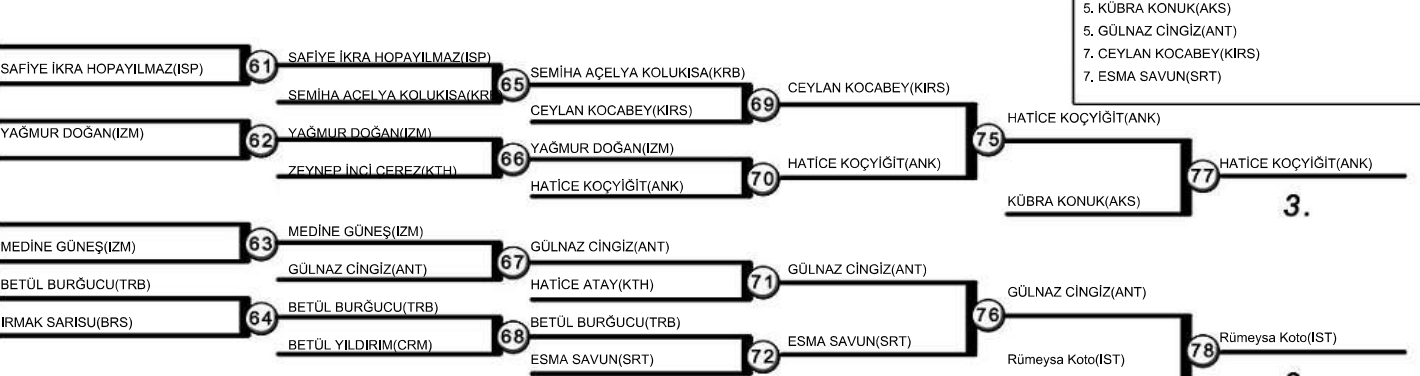 5. KÜBRA KONUK(AKS)
5. GÜLNAZ CİNGİZ(ANT)
7. CEYLAN KOCABEY(KIRS)
7. ESMA SAVUN(SRT)
SAFİYE İKRA HOPAYILMAZ(ISP)
61
SAFİYE İKRA HOPAYILMAZ(ISP)
SEMİHA AÇELYA KOLUKISA(KR
65
SEMİHA AÇELYA KOLUKISA(KRB)
CEYLAN KOCABEY(KIRS)
69
CEYLAN KOCABEY(KIRS)
YAĞMUR DOĞAN(IZM)
62
YAĞMUR DOĞAN(IZM)
ZEYNEP İNCİ ÇEREZ(KTH)
66
YAĞMUR DOĞAN(IZM)
HATİCE KOÇYİĞİT(ANK)
70
HATİCE KOÇYİĞİT(ANK)
75
HATİCE KOÇYİĞİT(ANK)
KÜBRA KONUK(AKS)
77
HATİCE KOÇYİĞİT(ANK)
3.
MEDİNE GÜNEŞ(IZM)
63
MEDİNE GÜNEŞ(IZM)
GÜLNAZ CİNGİZ(ANT)
67
GÜLNAZ CİNGİZ(ANT)
HATİCE ATAY(KTH)
71
GÜLNAZ CİNGİZ(ANT)
BETÜL BURĞUCU(TRB)
IRMAK SARISU(BRS)
64
BETÜL BURĞUCU(TRB)
BETÜL YILDIRIM(CRM)
68
BETÜL BURĞUCU(TRB)
ESMA SAVUN(SRT)
72
ESMA SAVUN(SRT)
76
GÜLNAZ CİNGİZ(ANT)
Rümeysa Koto(İST)
78
Rümeysa Koto(İST)